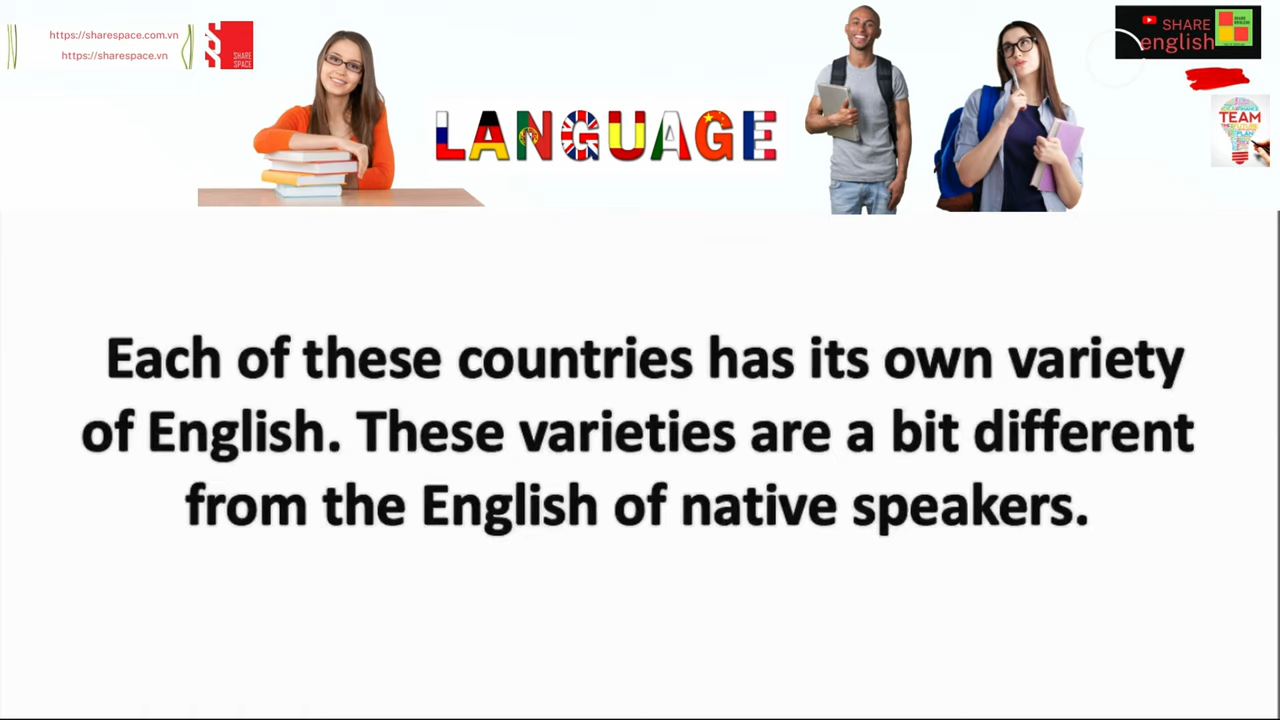 https://sharespace.com.vn
https://sharespace.vn
SHARE
SPACE
LANGUAGE
SHARE
english
TEAM
PLAN
Each of these countries has its own variety
of English. These varieties are a bit different
from the English of native speakers.